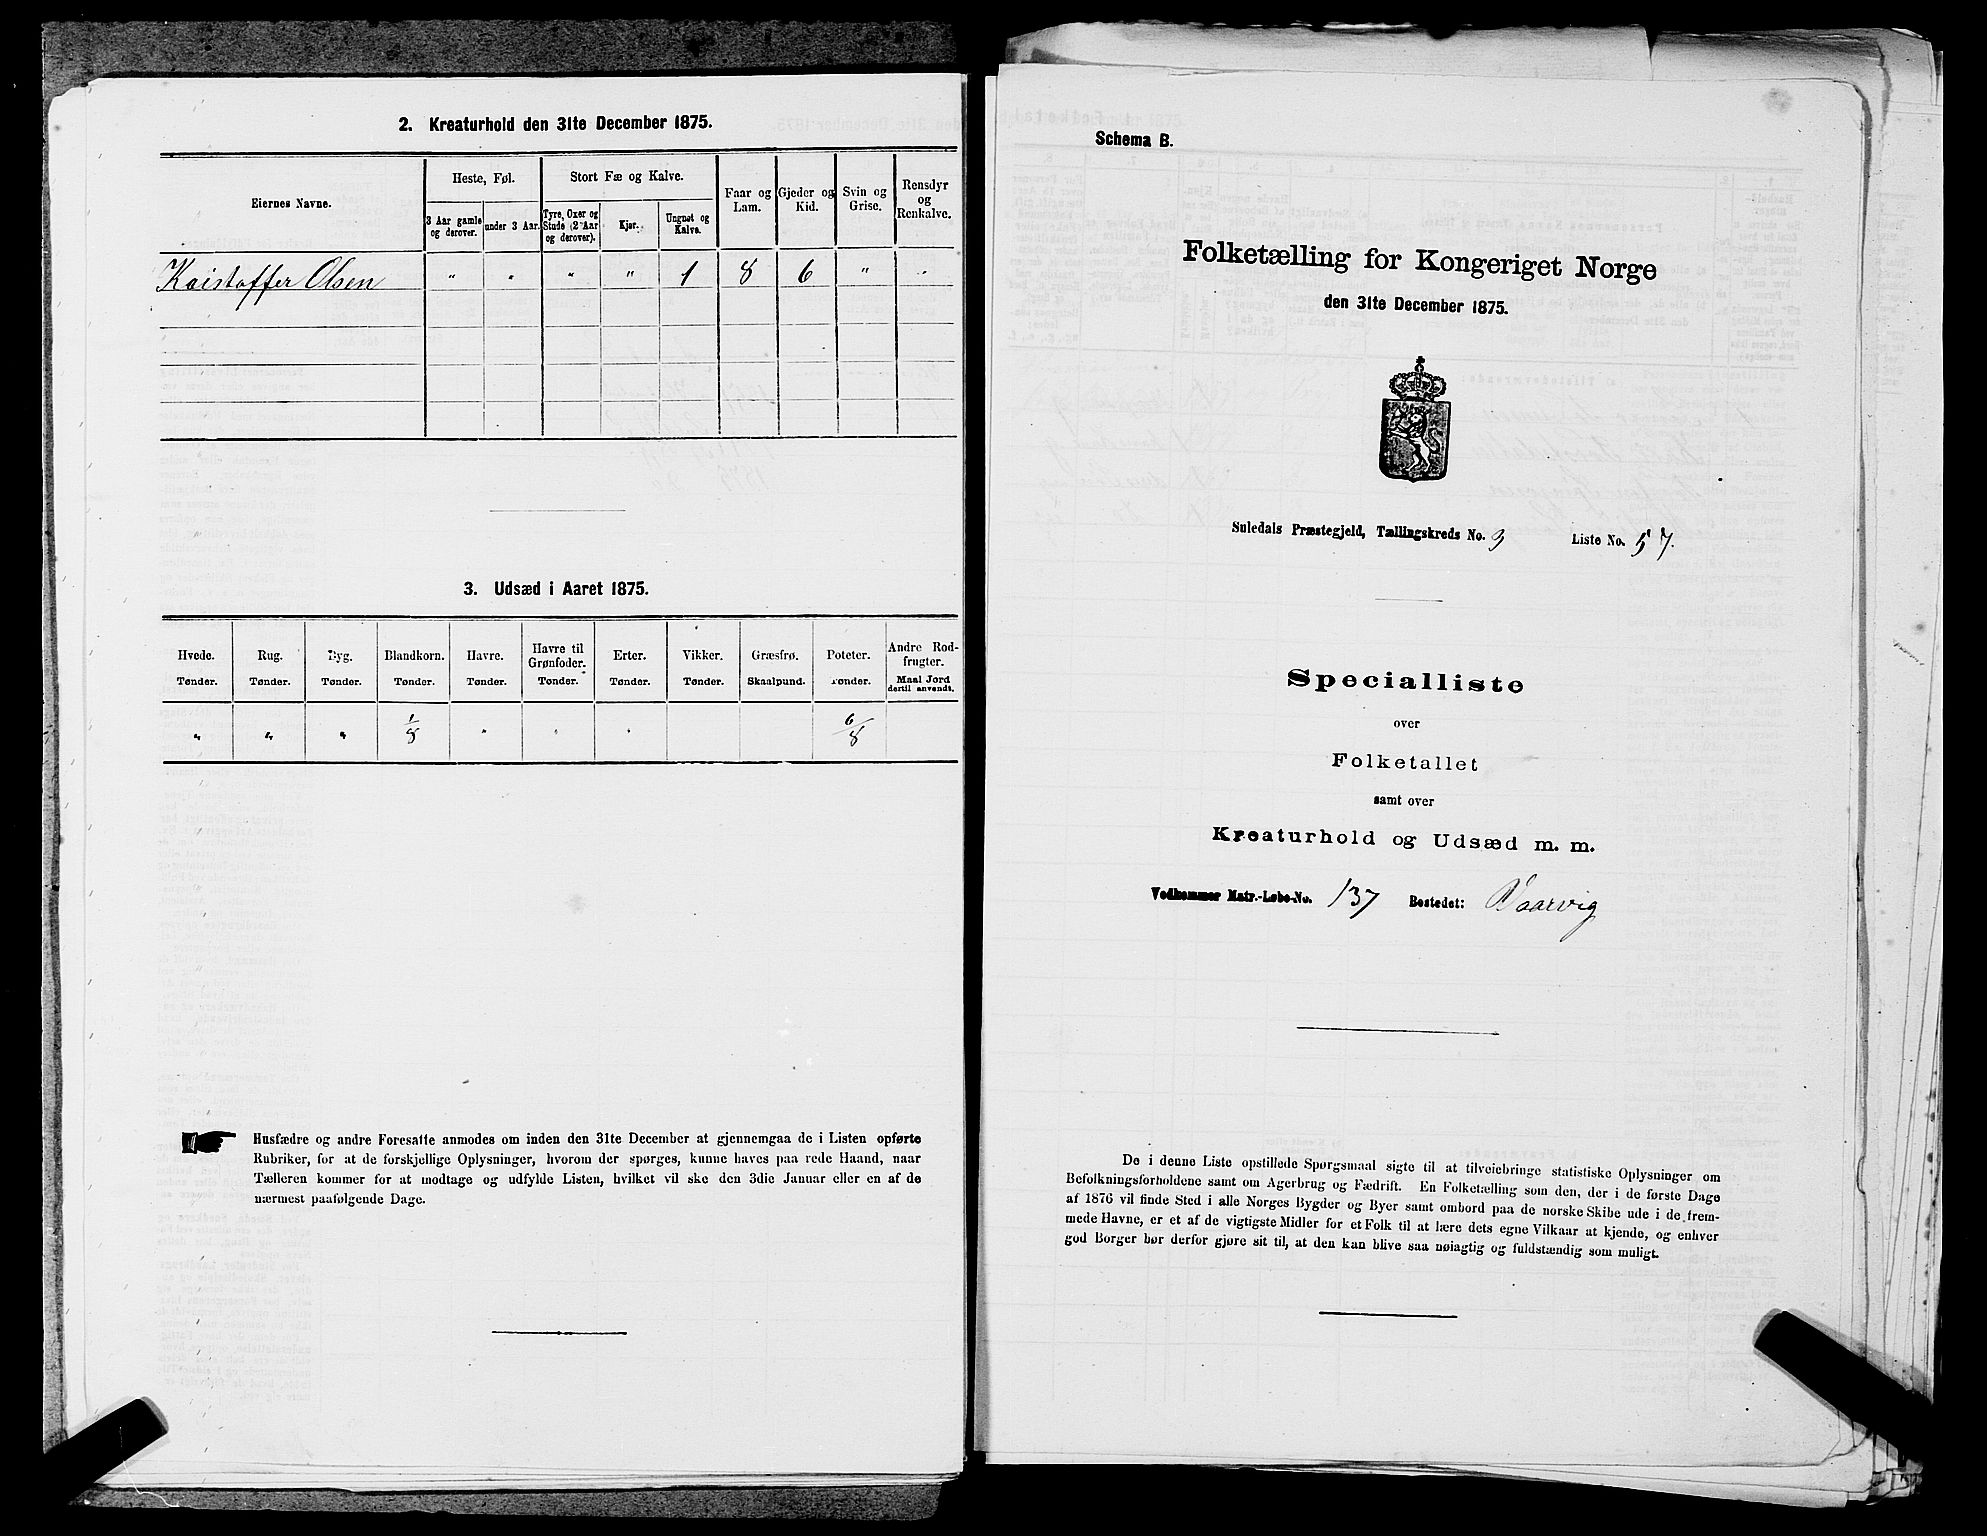 2. Kreaturhold den 31te December 1875.
Eiernes Navne.
Heste, Føl.
Stort Fæ og Kalve.
Faar og Lam.
Gjeder og Kid.
Svin og Grise.
Rensdyr og Renkalve.
3 Aar gamle og derover.
under 3 Aar.
Tyre, Oxer og Stude (2 Aar og derover).
Kjør.
Ungnøt og Kalve.
Kristoffer Olsen " " " " 1 8 6 " "
3. Udsæd i Aaret 1875.
Hvede. Rug. Byg. Blandkorn. Havre. Havre til Grønfoder. Erter. Vikker. Græsfrø. Poteter. Andre Rodfrugter.
Tønder. Tønder. Tønder. Tønder. Tønder. Tønder. Tønder. Tønder. Skaalpund. Tønder. Maal Jord dertil anvendt.
" " " 1/8 " " " 6/8
Husfædre og andre Foresatte anmodes om inden den 31te December at gjennemgaa de i Listen opførte
Rubriker, for at de forskjellige Oplysninger, hvorom der spørges, kunne haves paa rede Haand, naar
Tælleren kommer for at modtage og udfylde Listen, hvilket vil ske den 3die Januar eller en af de
nærmest paafølgende Dage.
Schema B.
Folketælling for Kongeriget Norge
den 31te December 1875.
Suledals Præstegjeld, Tællingskreds No. 3 Liste No. 57.
Specialliste
over
Folketallet
samt over
Kreaturhold og Udsæd m. m.
Vedkommer Matr.-Løbe-No. 137 Bostedet: Vaarvig
De i denne Liste opstillede Spørgsmaal sigte til at tilveiebringe statistiske Oplysninger om
Befolkningsforholdene samt om Agerbrug og Fædrift. En Folketælling som den, der i de første Dage
af 1876 vil finde Sted i alle Norges Bygder og Byer samt ombord paa de norske Skibe ude i de frem-
mede Havne, er et af de vigtigste Midler for et Folk til at lære dets egne Vilkaar at kjende, og enhver
god Borger bør derfor gjøre sit til, at den kan blive saa nøiagtig og fuldstændig som muligt.